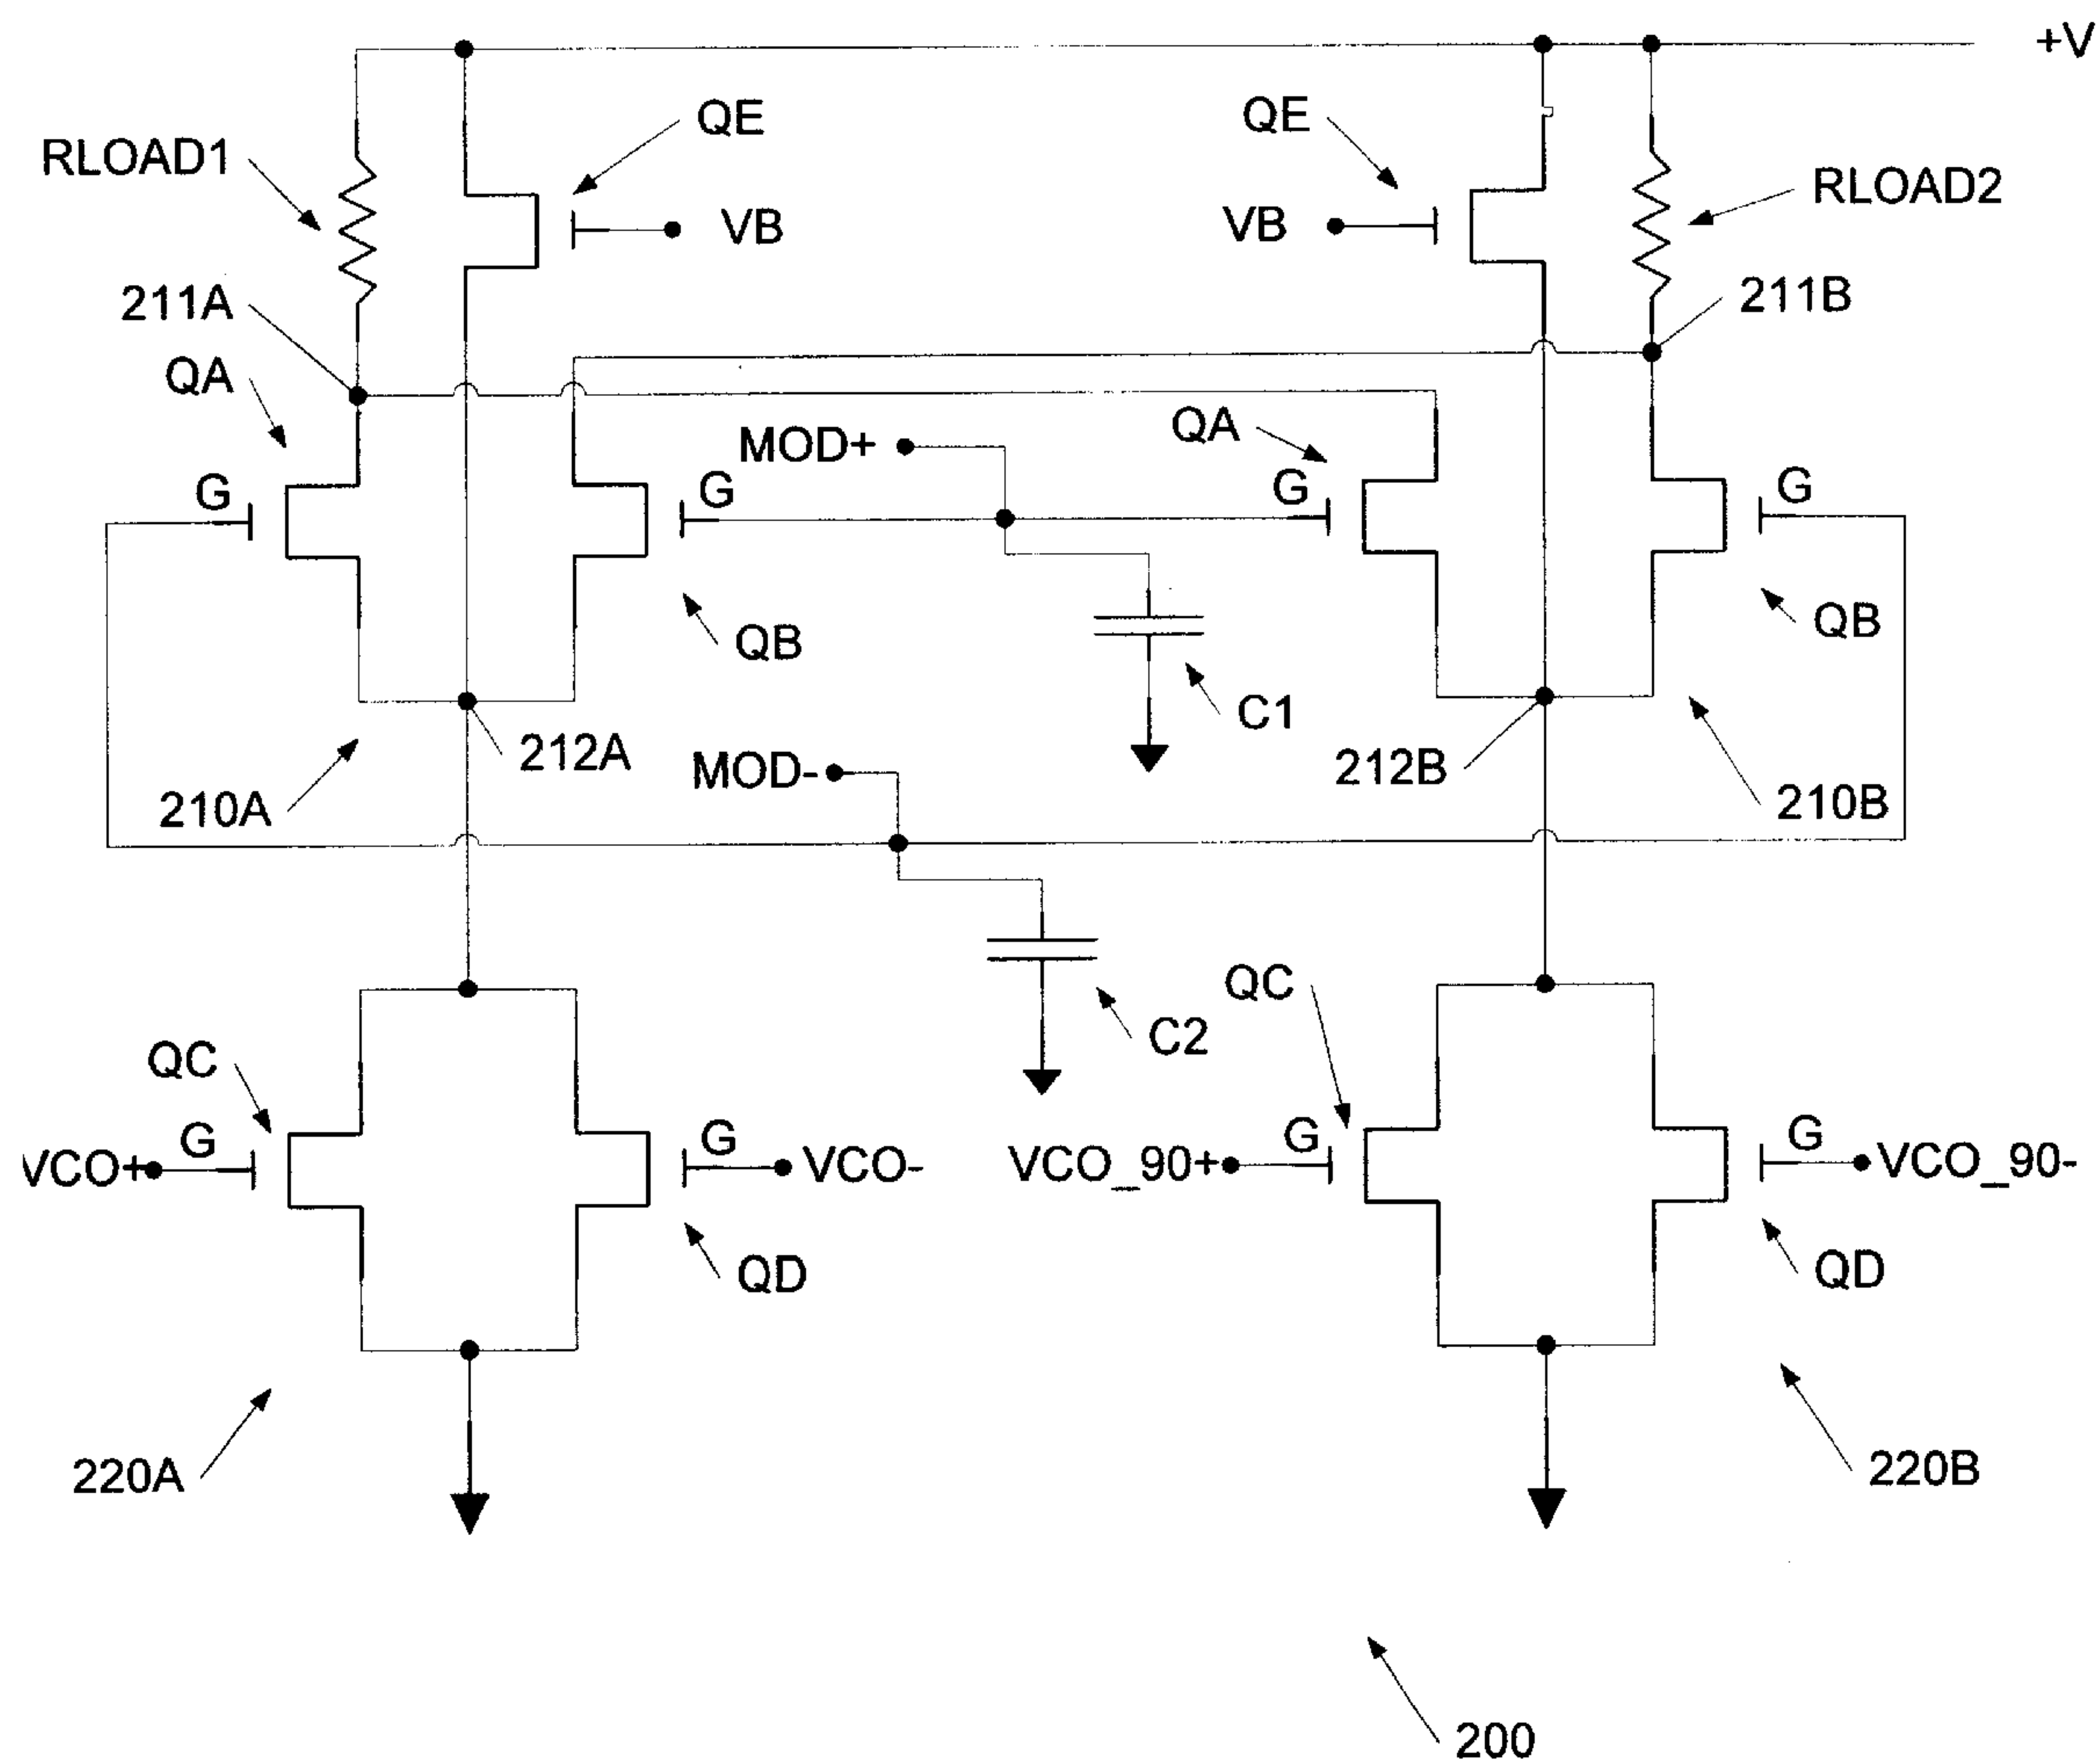 +V
QE
QE
RLOAD1
RLOAD2
VB
VB
211A
211B
QA
QA
MOD+
G
G
G
G
QB
QB
C1
212A
MOD-
212B
210A
210B
QC
C2
QC
G
G
G
G
VCO+
VCO-
VCO_90+
VCO_90-
QD
QD
220A
220B
200